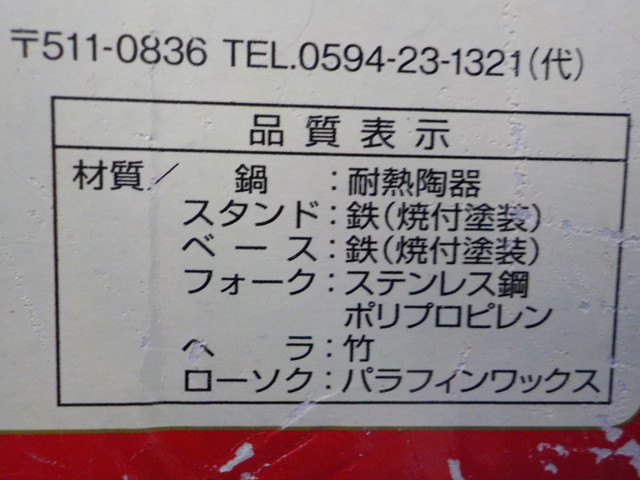 〒511-0836 TEL.0594-23-1321(代)
品質表示
材質／ 鍋 :耐熱陶器
スタンド:鉄(焼付塗装)
ベース:鉄(焼付塗装)
フォーク:ステンレス鋼
ポリプロピレン
ヘラ:竹
ローソク:パラフィンワックス